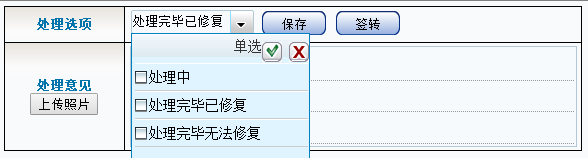 处理选项 处理完毕已修复 保存 签转
单选
处理意见
上传照片
处理中
处理完毕已修复
处理完毕无法修复